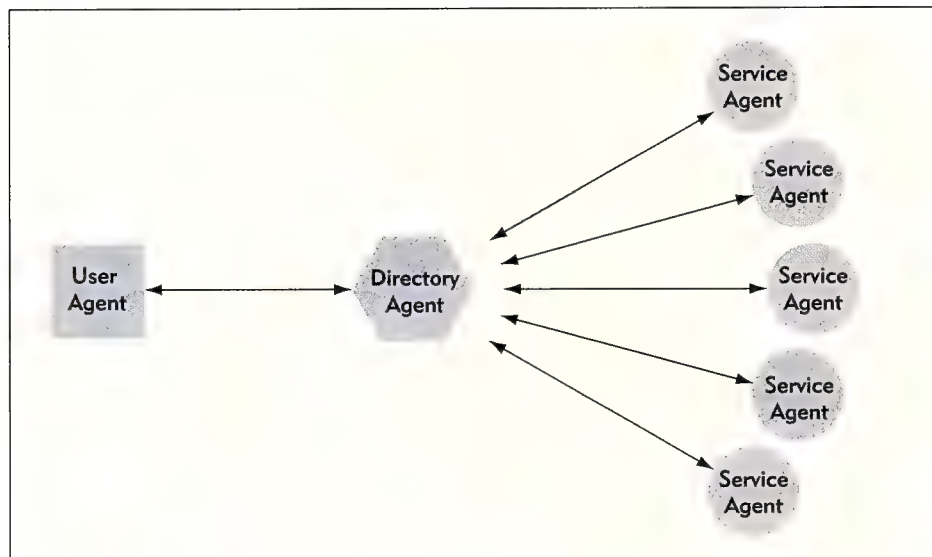 User
Agent
Directory
Agent
Service
Agent
Service
Agent
Service
Agent
Service
Agent
Service
Agent